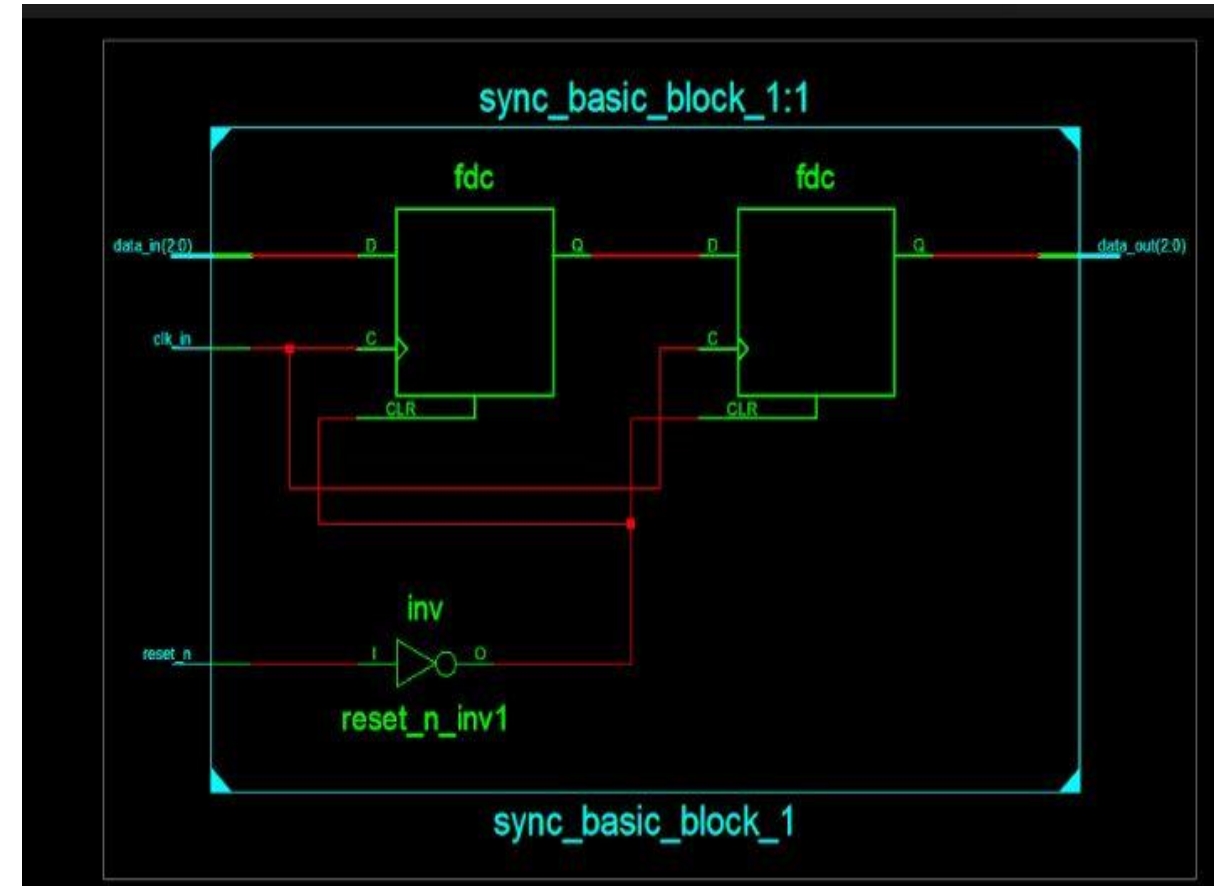 sync_basic_block_1:1
fdc fdc
data_in(2:0) D Q D Q data_out(2:0)
clk_in C C
CLR CLR
inv
reset_n I O
reset_n_inv1
sync_basic_block_1